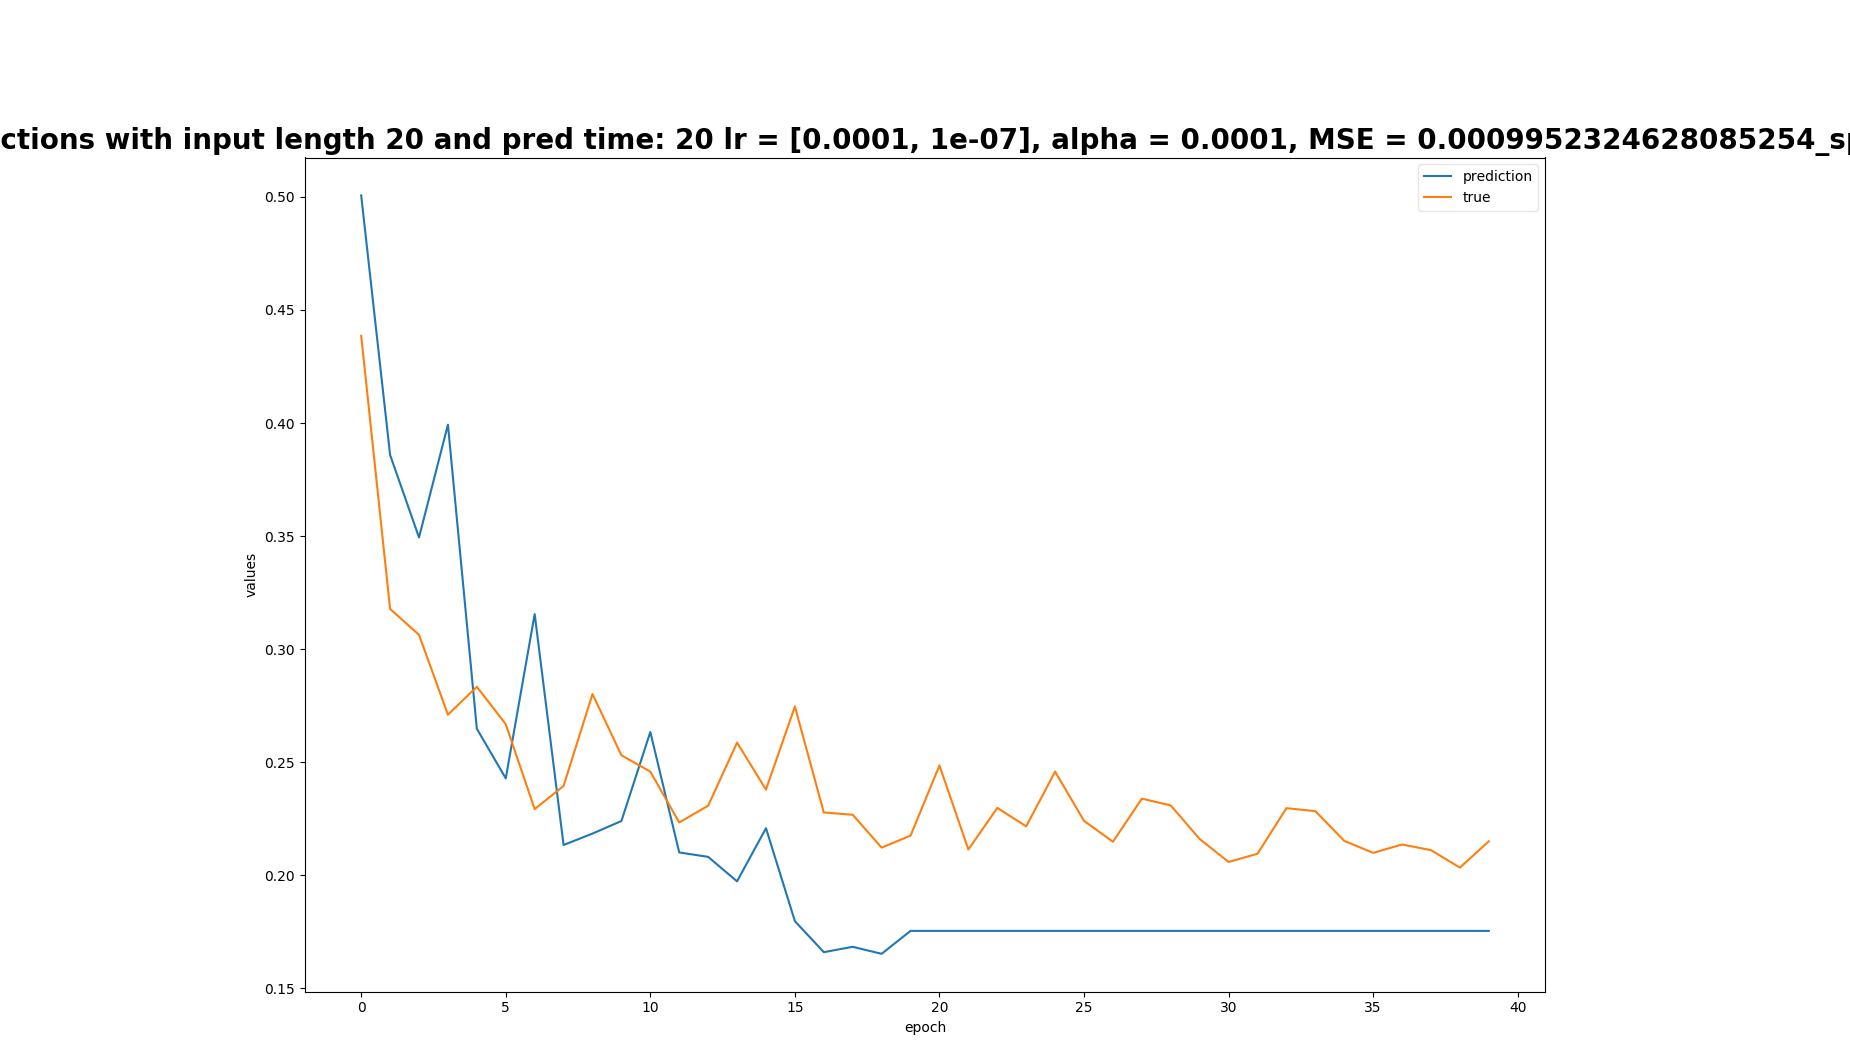 ctions with input length 20 and pred time: 20 lr = [0.0001, 1e-07], alpha = 0.0001, MSE = 0.0009952324628085254_sp
prediction
true
0.50
0.45
0.40
0.35
0.30
0.25
0.20
0.15
values
0 5 10 15 20 25 30 35 40
epoch